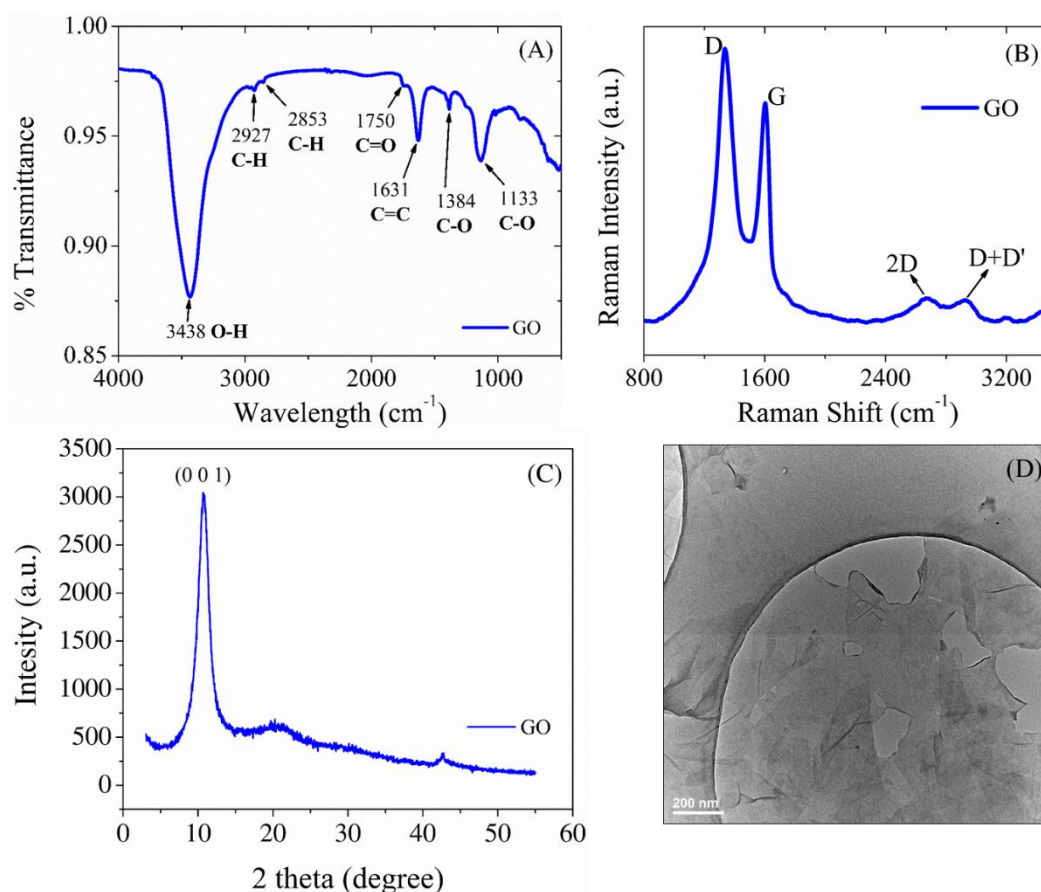 (A)
1.00
0.95
0.90
0.85
% Transmittance
2927
C-H
2853
C-H
1750
C=O
1631
C=C
1384
C-O
1133
C-O
3438 O-H
GO
4000 3000 2000 1000
Wavelength (cm-1)
(B)
D
G
GO
2D
D+D'
Raman Intensity (a.u.)
800 1600 2400 3200
Raman Shift (cm-1)
(C)
(0 0 1)
3500
3000
2500
2000
1500
1000
500
0
Intesity (a.u.)
GO
0 10 20 30 40 50 60
2 theta (degree)
(D)
200 nm